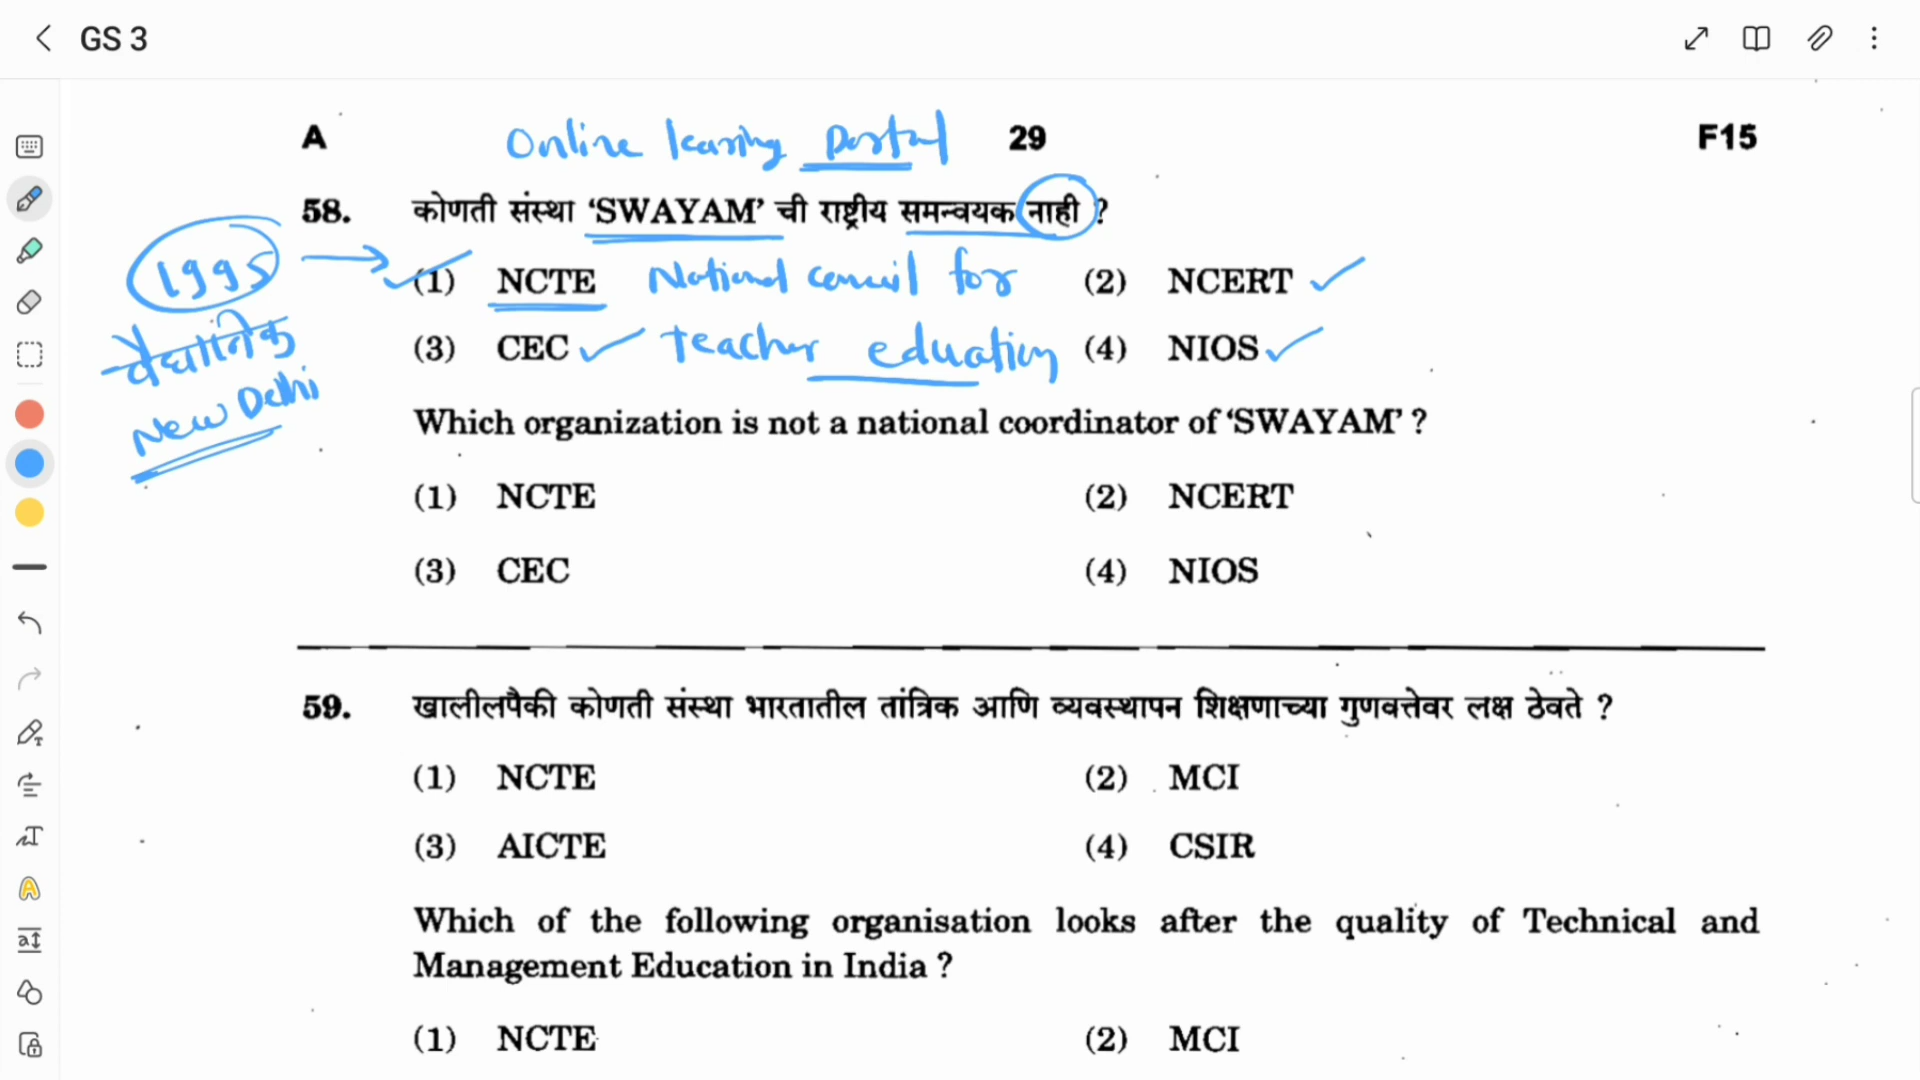 GS 3
A Online learning portal 29 F15
58. कोणती संस्था ‘SWAYAM’ ची राष्ट्रीय समन्वयक नाही ?
1995 → (1) NCTE National council for (2) NCERT
वैधानिक
(3) CEC Teacher eduation (4) NIOS
New Delhi
Which organization is not a national coordinator of ‘SWAYAM’ ?
(1) NCTE (2) NCERT
(3) CEC (4) NIOS
59. खालीलपैकी कोणती संस्था भारतातील तांत्रिक आणि व्यवस्थापन शिक्षणाच्या गुणवत्तेवर लक्ष ठेवते ?
(1) NCTE (2) MCI
(3) AICTE (4) CSIR
Which of the following organisation looks after the quality of Technical and
Management Education in India ?
(1) NCTE (2) MCI